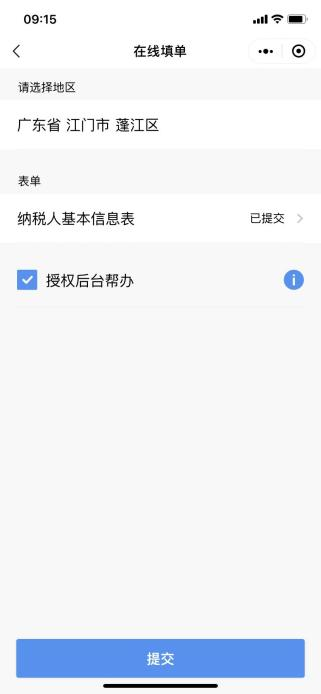 09:15
在线填单
请选择地区
广东省 江门市 蓬江区
表单
纳税人基本信息表 已提交
授权后台帮办
提交